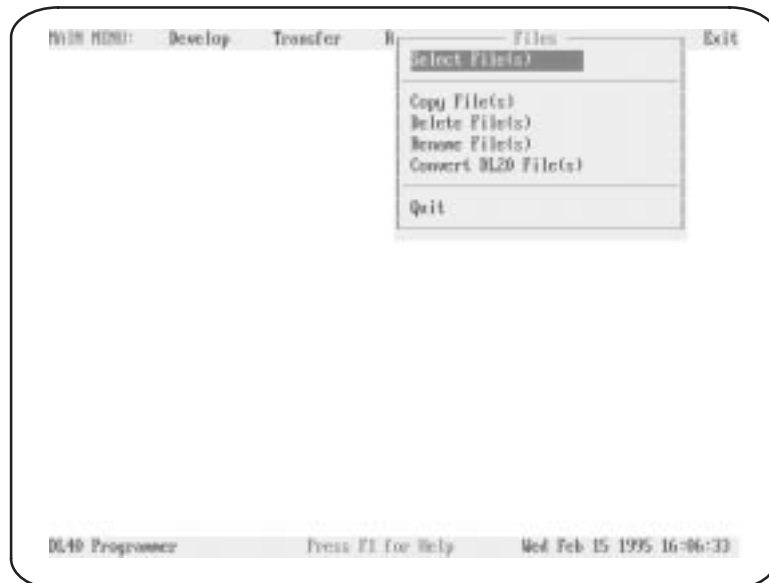 MAIN MENU: Develop Transfer R Files Exit
Select File(s)
Copy File(s)
Delete File(s)
Rename File(s)
Convert DL20 File(s)
Quit
DL40 Programmer Press F1 for Help Wed Feb 15 1995 16:06:33